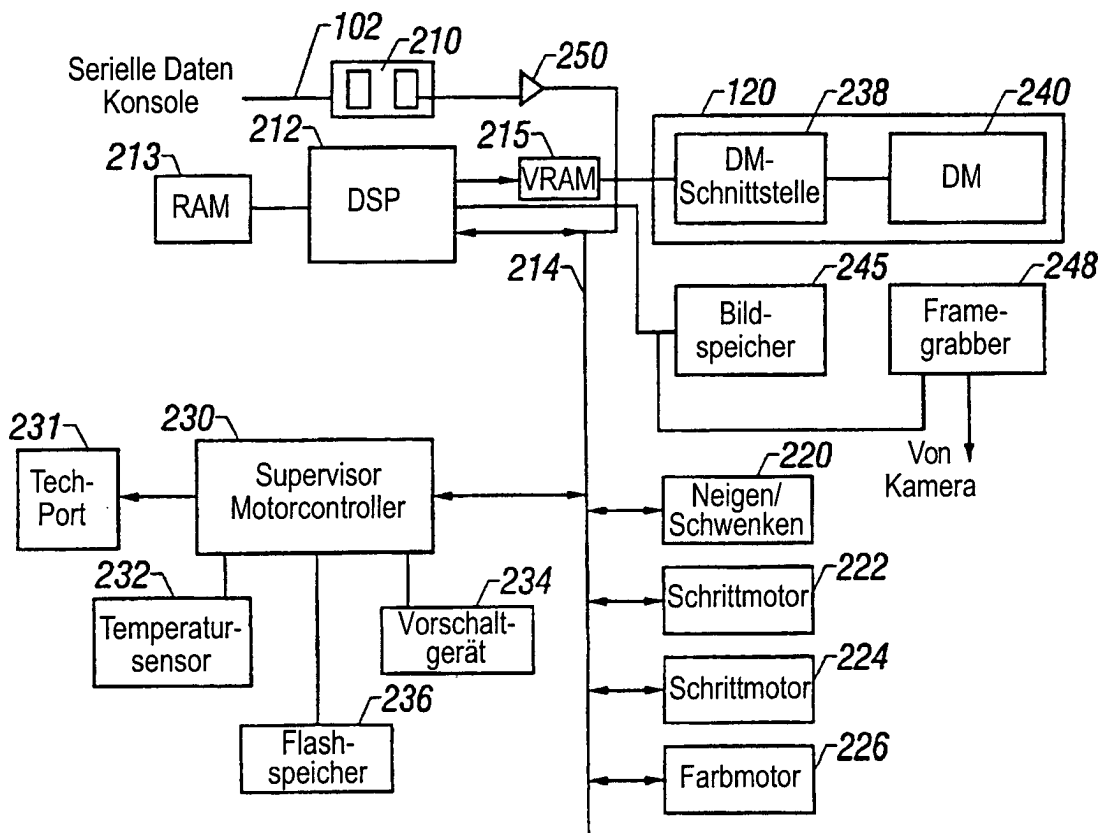 102
210
250
Serielle Daten
Konsole
120
238
240
213
212
215
RAM
DSP
VRAM
DM-
Schnittstelle
DM
214
245
248
Bild-
speicher
Frame-
grabber
Von
Kamera
231
230
Tech-
Port
Supervisor
Motorcontroller
220
Neigen/
Schwenken
232
234
222
Temperatur-
sensor
Vorschalt-
gerät
Schrittmotor
224
Schrittmotor
236
Flash-
speicher
226
Farbmotor